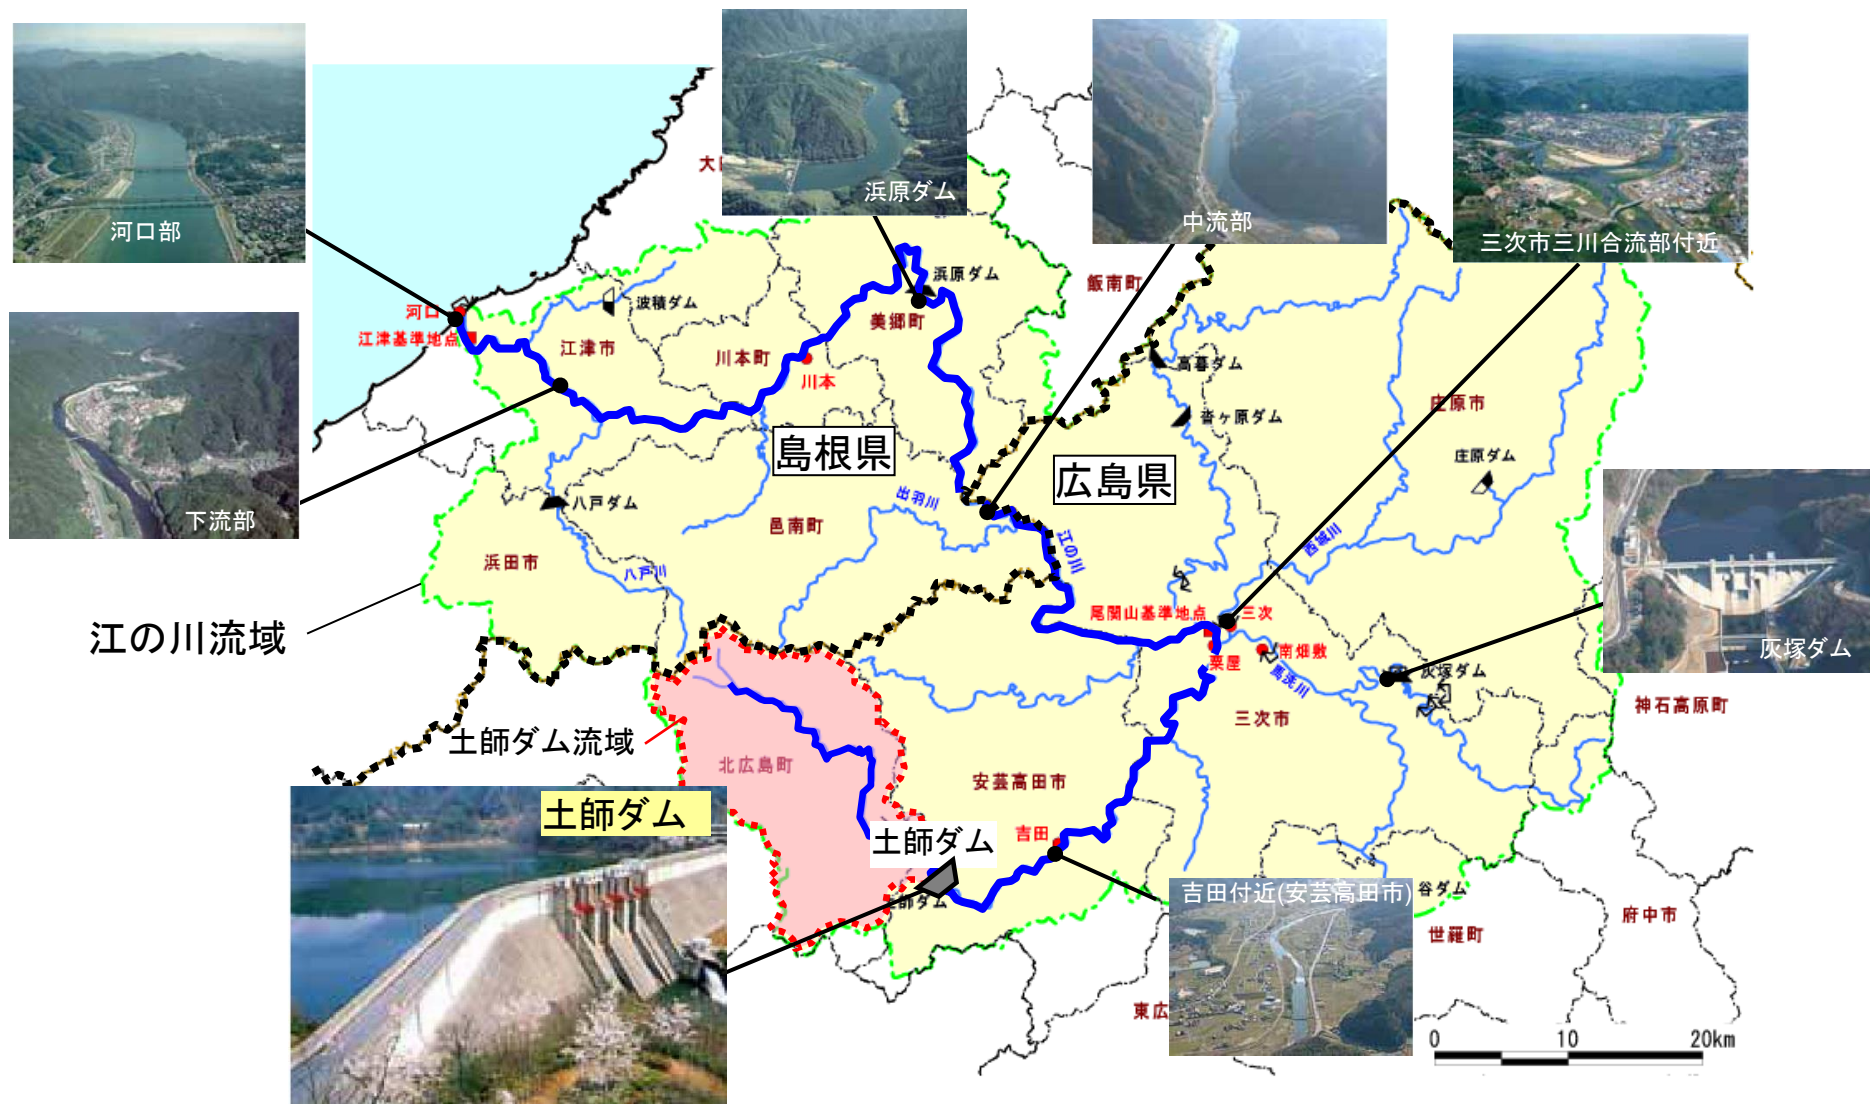 河口部
浜原ダム
中流部
三次市三川合流部付近
大
飯南町
浜原ダム
波積ダム
河口
江津基準地点
江津市
川本町
川本
美郷町
高暮ダム
沓ヶ原ダム
庄原市
庄原ダム
下流部
島根県
広島県
八戸ダム
出羽川
邑南町
江の川
西城川
浜田市
八戸川
江の川流域
尾関山基準地点
三次
粟屋
南畑敷
馬洗川
灰塚ダム
灰塚ダム
神石高原町
三次市
土師ダム流域
北広島町
安芸高田市
土師ダム
土師ダム
吉田
師ダム
吉田付近(安芸高田市)
谷ダム
世羅町
府中市
東広
0 10 20km